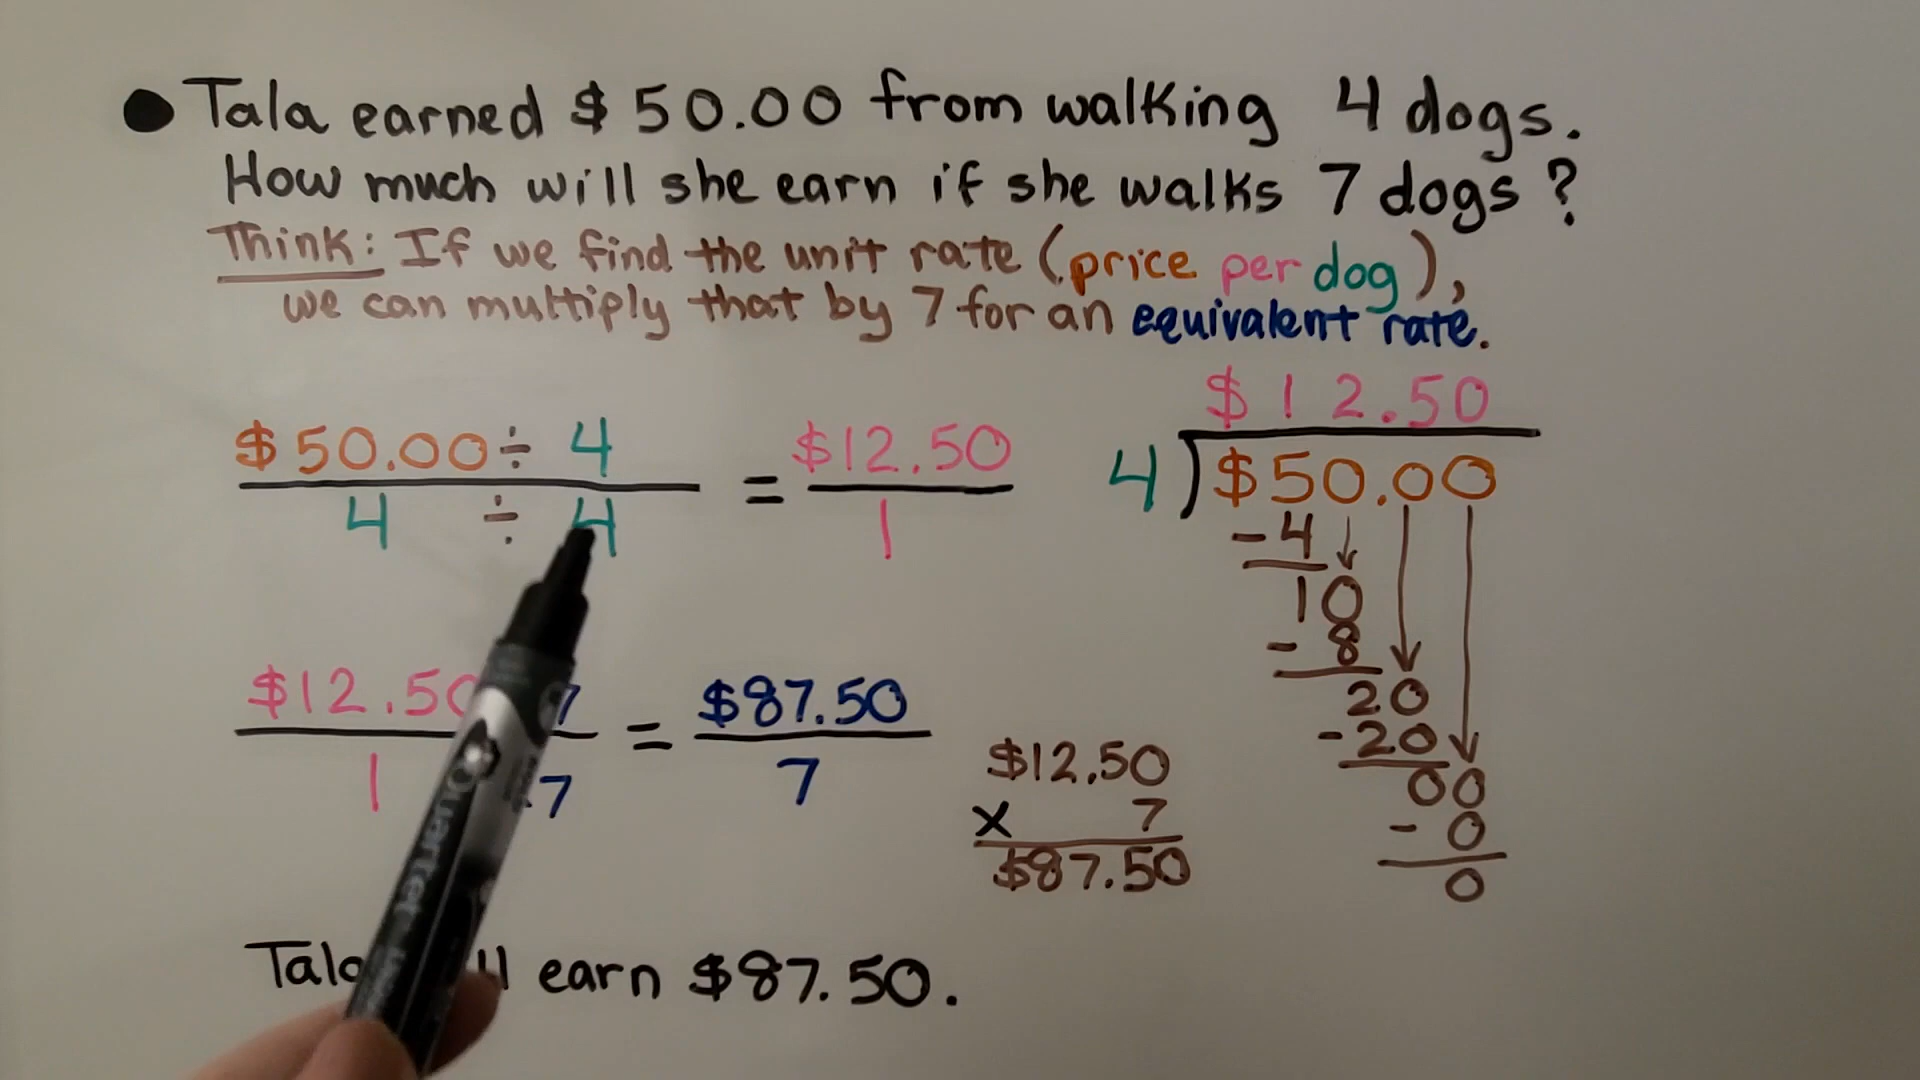 Tala earned $50.00 from walking 4 dogs.
How much will she earn if she walks 7 dogs?
Think: If we find the unit rate (price per dog),
we can multiply that by 7 for an equivalent rate.
$50.00 ÷ 4
4 ÷ 4
=
$12.50
1
$12.50
4)$50.00
-4
10
-8
20
-20
00
-0
0
$12.50 7
1 7
=
$87.50
7
$12.50
x 7
$87.50
earn $87.50.
Quartet